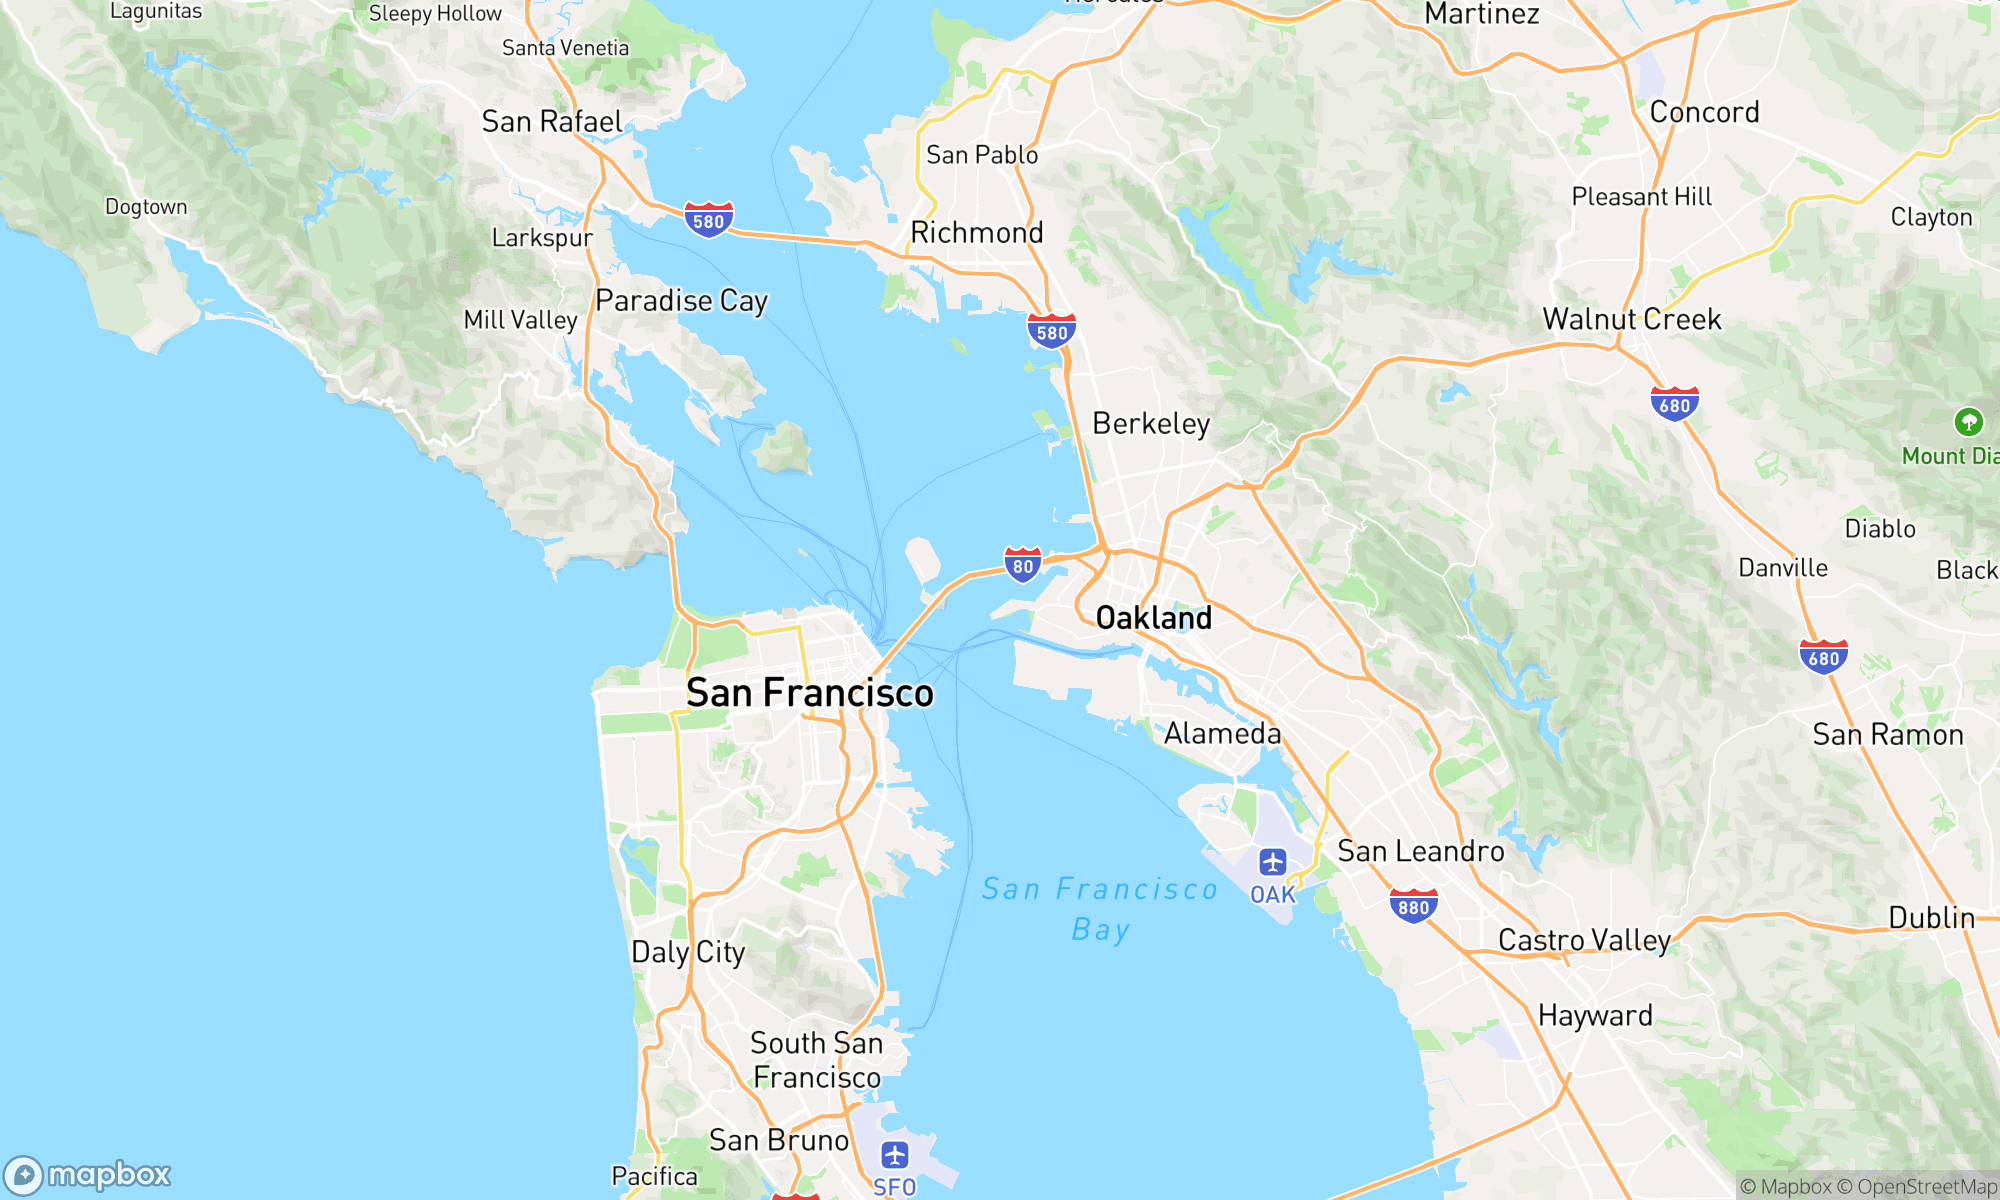 Lagunitas
Sleepy Hollow
Martinez
Santa Venetia
San Rafael
Concord
San Pablo
Pleasant Hill
Dogtown
580
Clayton
Larkspur
Richmond
Paradise Cay
Mill Valley
580
Walnut Creek
680
Berkeley
Mount Dia
Diablo
80
Danville
Black
Oakland
680
San Francisco
Alameda
San Ramon
San Leandro
San Francisco
Bay
OAK
880
Dublin
Castro Valley
Daly City
Hayward
South San
Francisco
San Bruno
Pacifica
SFO
mapbox
© Mapbox © OpenStreetMap